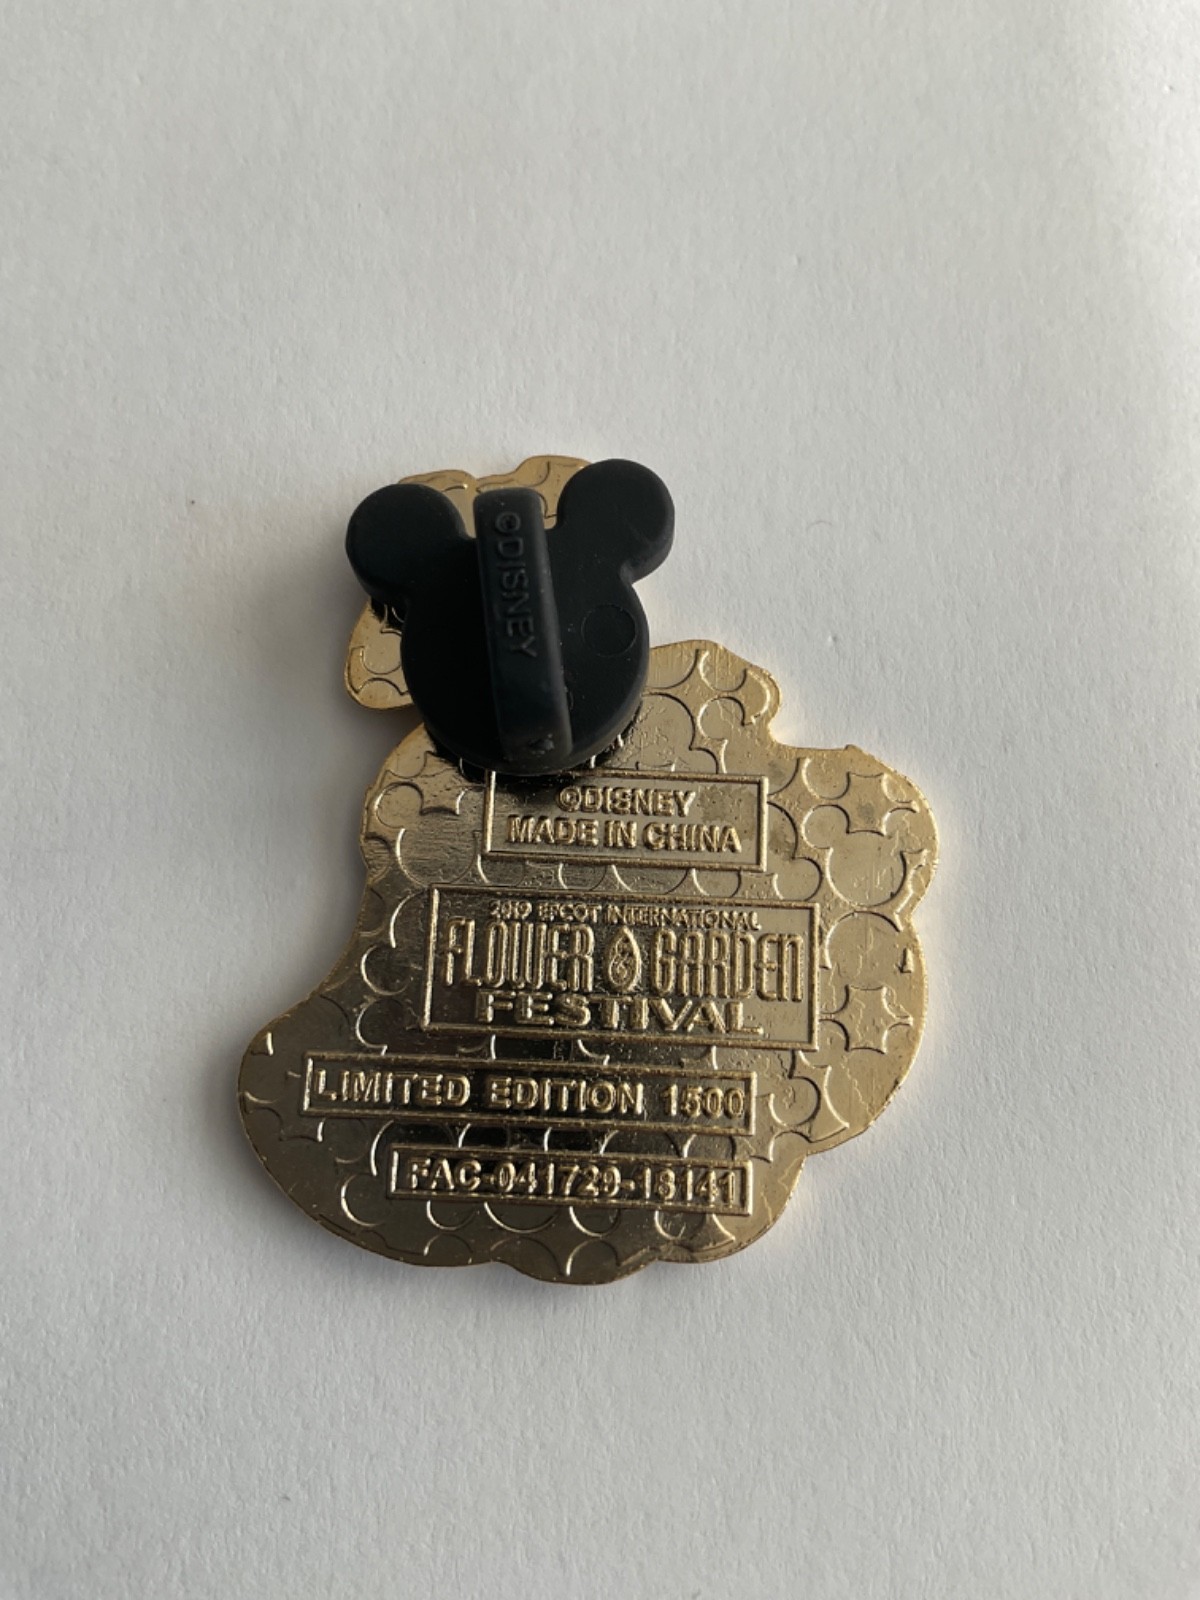 ©DISNEY
©DISNEY
MADE IN CHINA
2019 EPCOT INTERNATIONAL
FLOWER GARDEN
FESTIVAL
LIMITED EDITION 1500
FAC-041729-18141